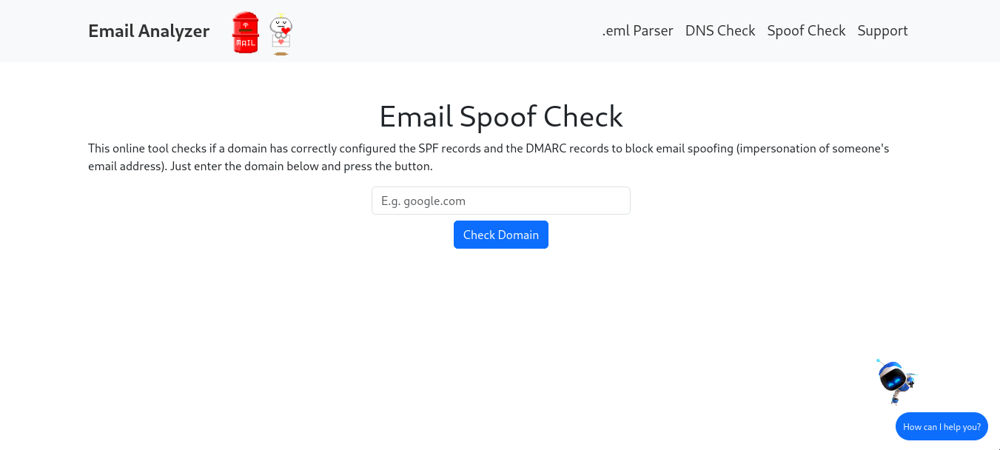 Email Analyzer
〒
MAIL
.eml Parser DNS Check Spoof Check Support
Email Spoof Check
This online tool checks if a domain has correctly configured the SPF records and the DMARC records to block email spoofing (impersonation of someone's
email address). Just enter the domain below and press the button.
E.g. google.com
Check Domain
How can I help you?